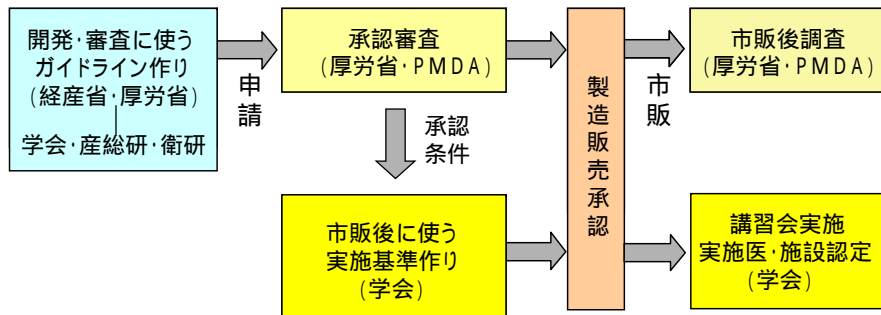 開発・審査に使う
ガイドライン作り
(経産省・厚労省)
学会・産総研・衛研
申請
承認審査
(厚労省・PMDA)
承認
条件
市販後に使う
実施基準作り
(学会)
製造販売承認
市販
市販後調査
(厚労省・PMDA)
講習会実施
実施医・施設認定
(学会)